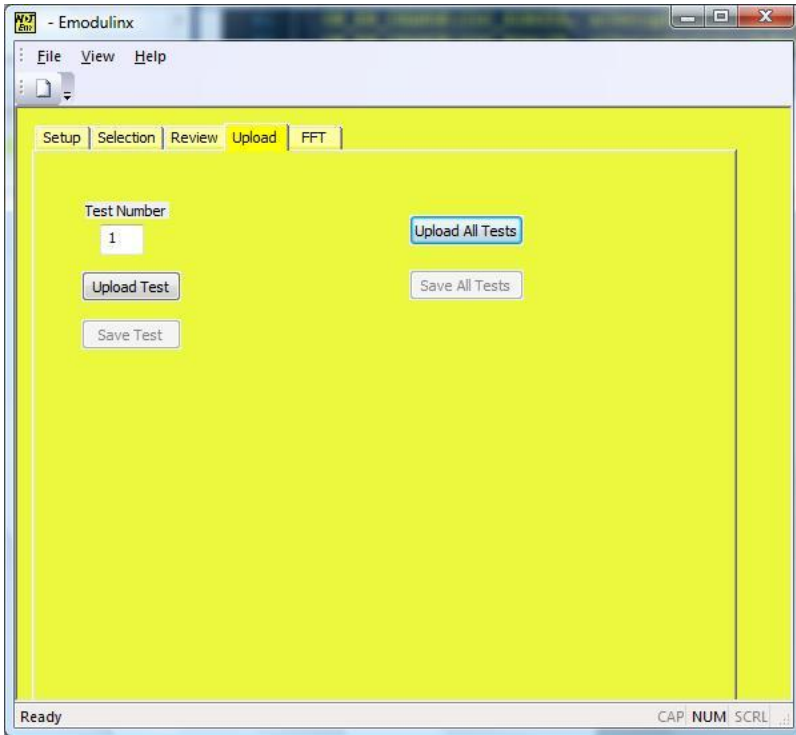 - Emodulinx
File View Help
Setup Selection Review Upload FFT
Test Number
1
Upload Test
Save Test
Upload All Tests
Save All Tests
Ready CAP NUM SCRL